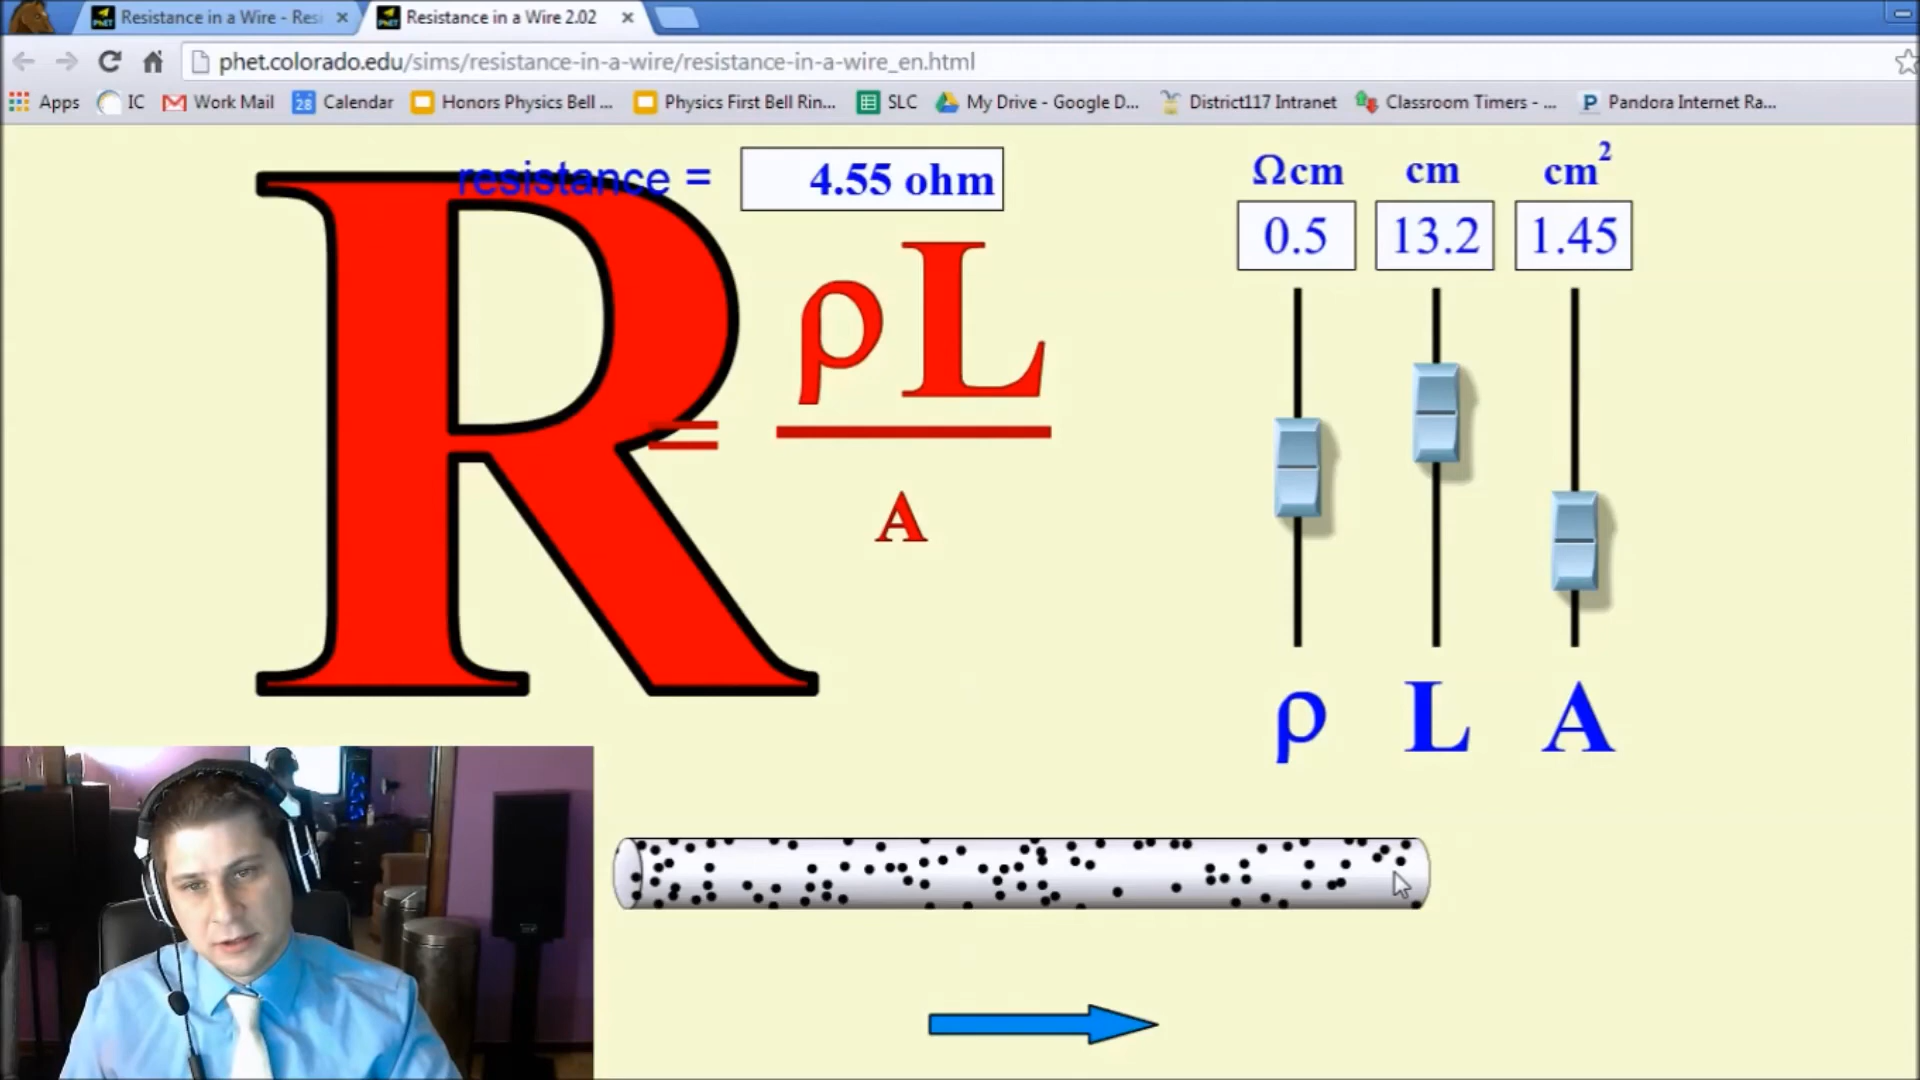 Resistance in a Wire - Resi
Resistance in a Wire 2.02
phet.colorado.edu/sims/resistance-in-a-wire/resistance-in-a-wire_en.html
Apps IC Work Mail 28 Calendar Honors Physics Bell ... Physics First Bell Rin... SLC My Drive - Google D... District117 Intranet Classroom Timers - ... P Pandora Internet Ra...
resistance = 4.55 ohm
R = ρL
A
Ωcm cm cm²
0.5 13.2 1.45
ρ L A